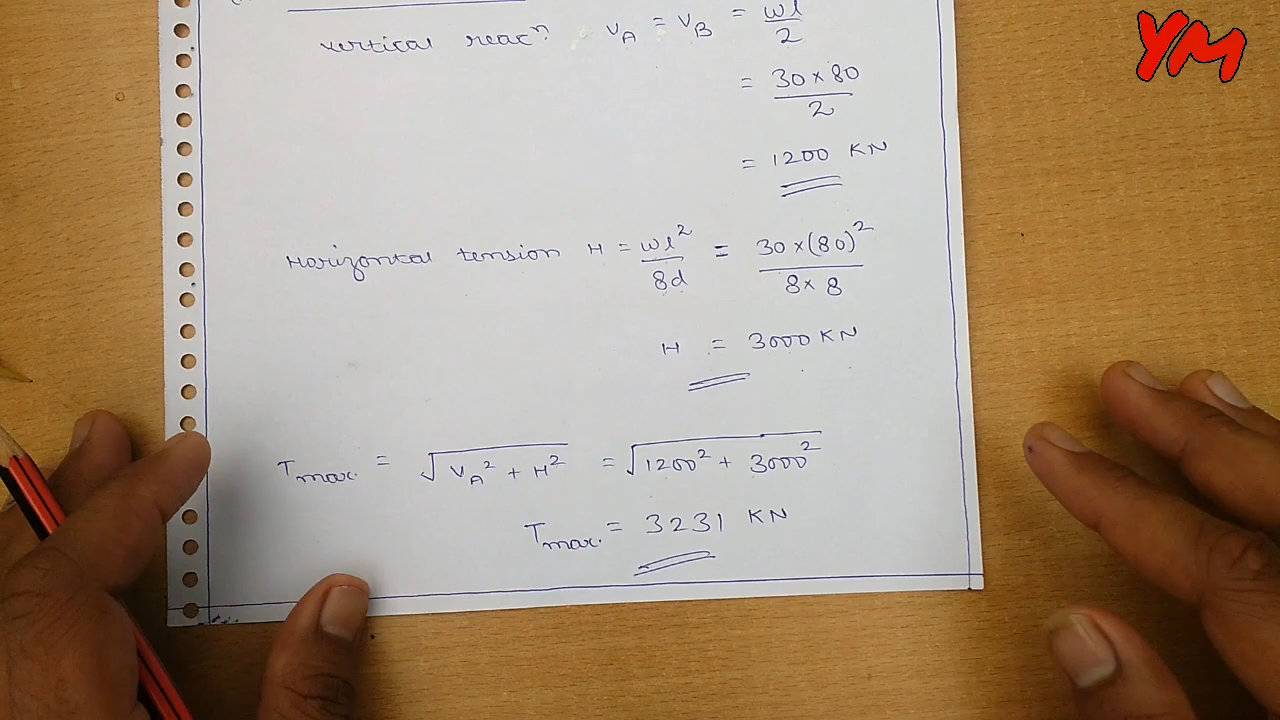 YM
vertical reacⁿ. V_A = V_B = wl/2
= 30 × 80 / 2
= 1200 KN
Horizontal tension H = wl²/8d = 30 × (80)² / 8 × 8
H = 3000 KN
T_max. = √(V_A² + H²) = √(1200² + 3000²)
T_max. = 3231 KN